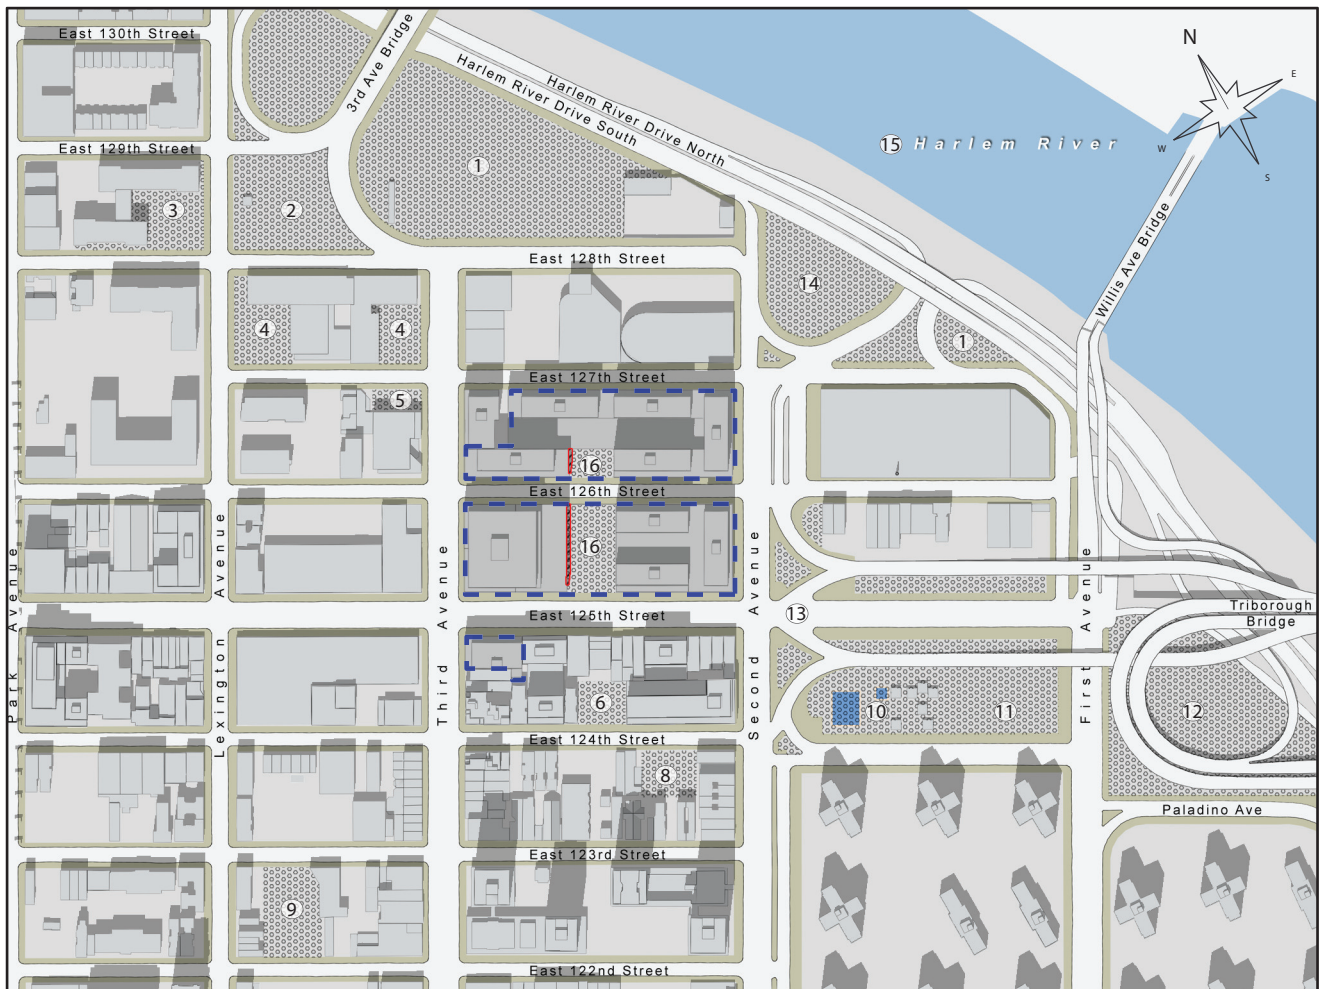 East 130th Street
3rd Ave Bridge
Harlem River Drive North
Harlem River Drive South
N
E
W
S
15 Harlem River
Willis Ave Bridge
East 129th Street
1
2
3
East 128th Street
14
4
4
1
East 127th Street
5
16
East 126th Street
16
Park Avenue
Lexington Avenue
Third Avenue
Second Avenue
First Avenue
East 125th Street
13
Triborough
Bridge
6
10
11
12
East 124th Street
8
Paladino Ave
East 123rd Street
9
East 122nd Street